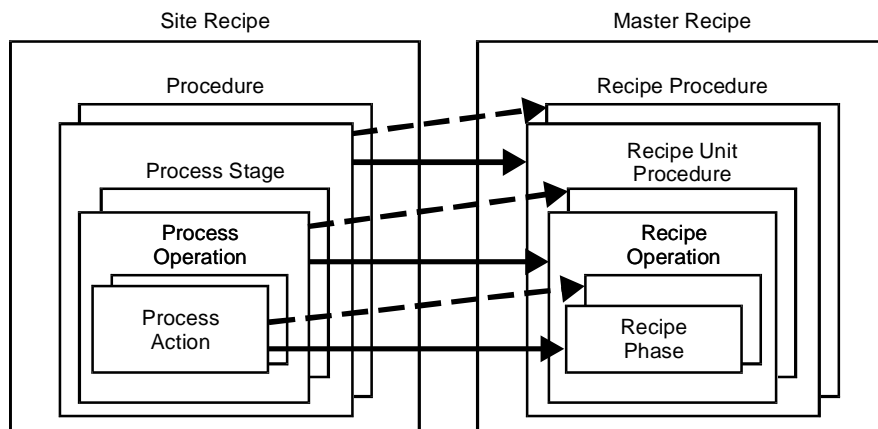 Site Recipe
Procedure
Process Stage
Process
Operation
Process
Action
Master Recipe
Recipe Procedure
Recipe Unit
Procedure
Recipe
Operation
Recipe
Phase